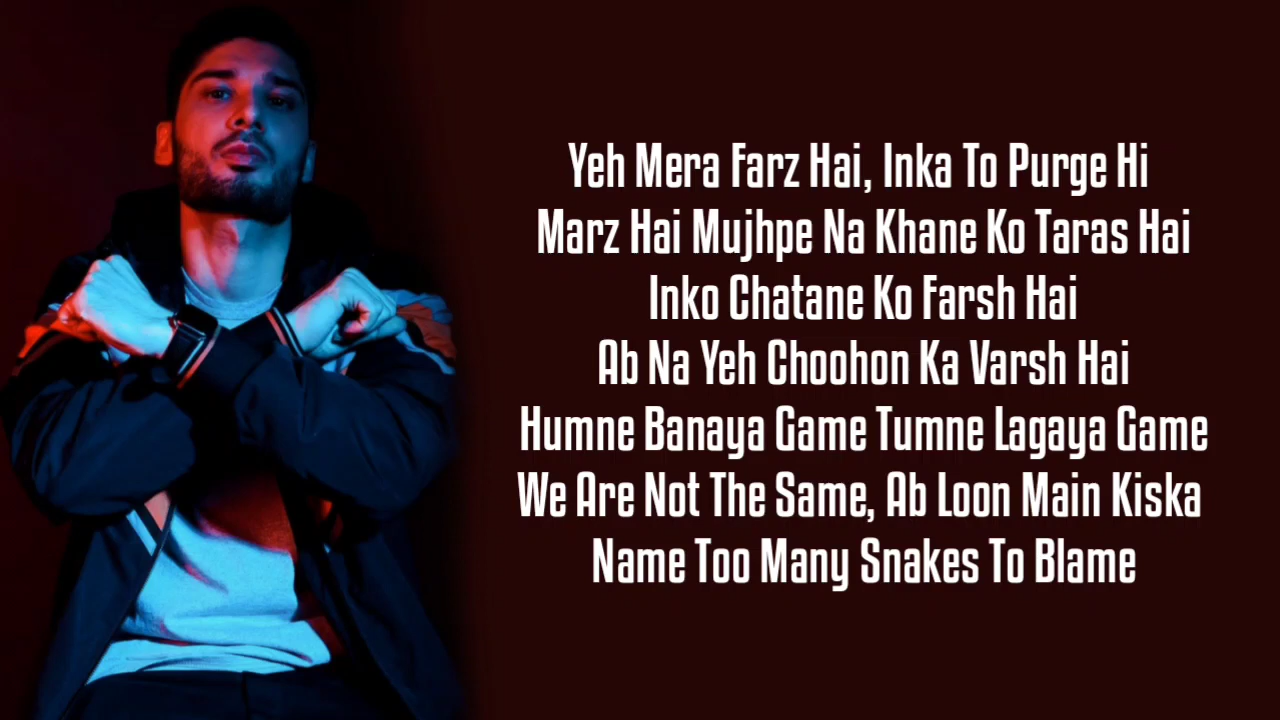 Yeh Mera Farz Hai, Inka To Purge Hi
Marz Hai Mujhpe Na Khane Ko Taras Hai
Inko Chatane Ko Farsh Hai
Ab Na Yeh Choohon Ka Varsh Hai
Humne Banaya Game Tumne Lagaya Game
We Are Not The Same, Ab Loon Main Kiska
Name Too Many Snakes To Blame